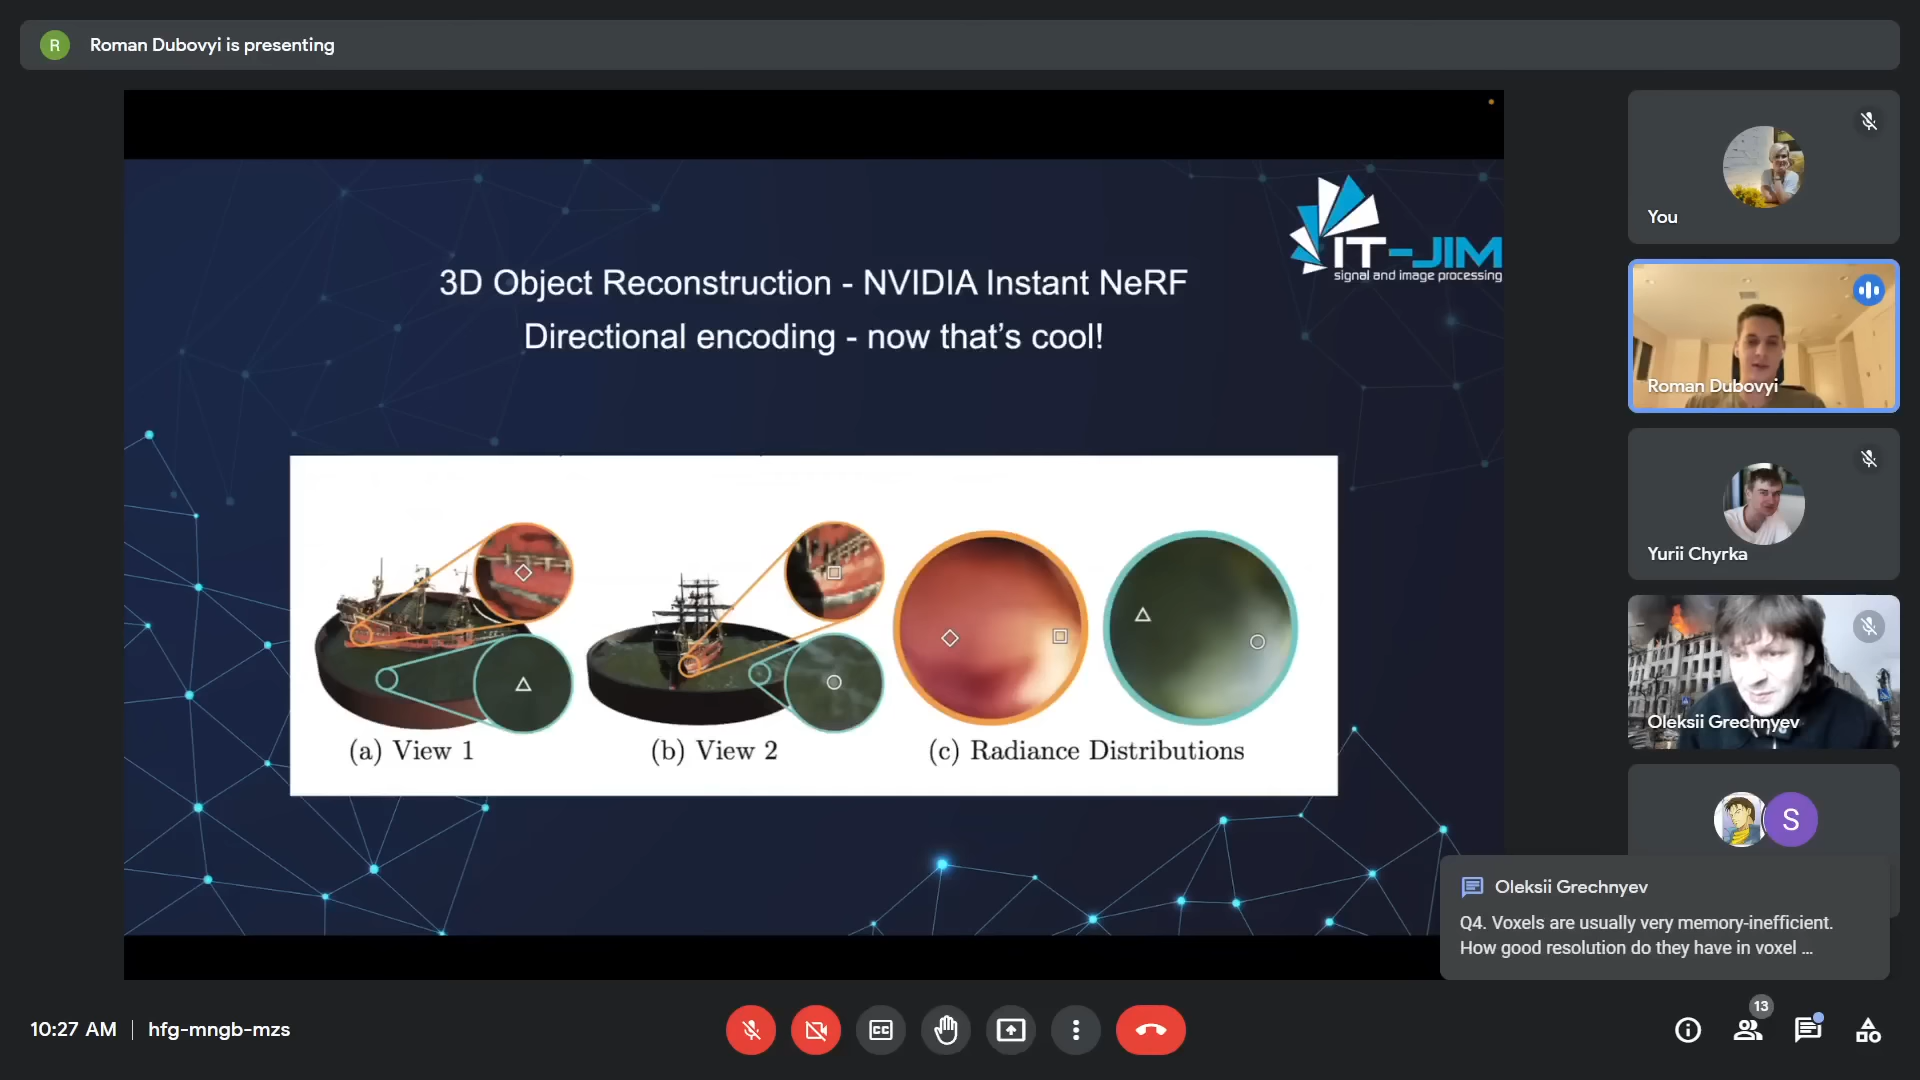 R
Roman Dubovyi is presenting
IT-JIM
signal and image processing
3D Object Reconstruction - NVIDIA Instant NeRF
Directional encoding - now that's cool!
(a) View 1
(b) View 2
(c) Radiance Distributions
You
Roman Dubovyi
Yurii Chyrka
Oleksii Grechnyev
S
Oleksii Grechnyev
Q4. Voxels are usually very memory-inefficient.
How good resolution do they have in voxel ...
10:27 AM | hfg-mngb-mzs
CC
13